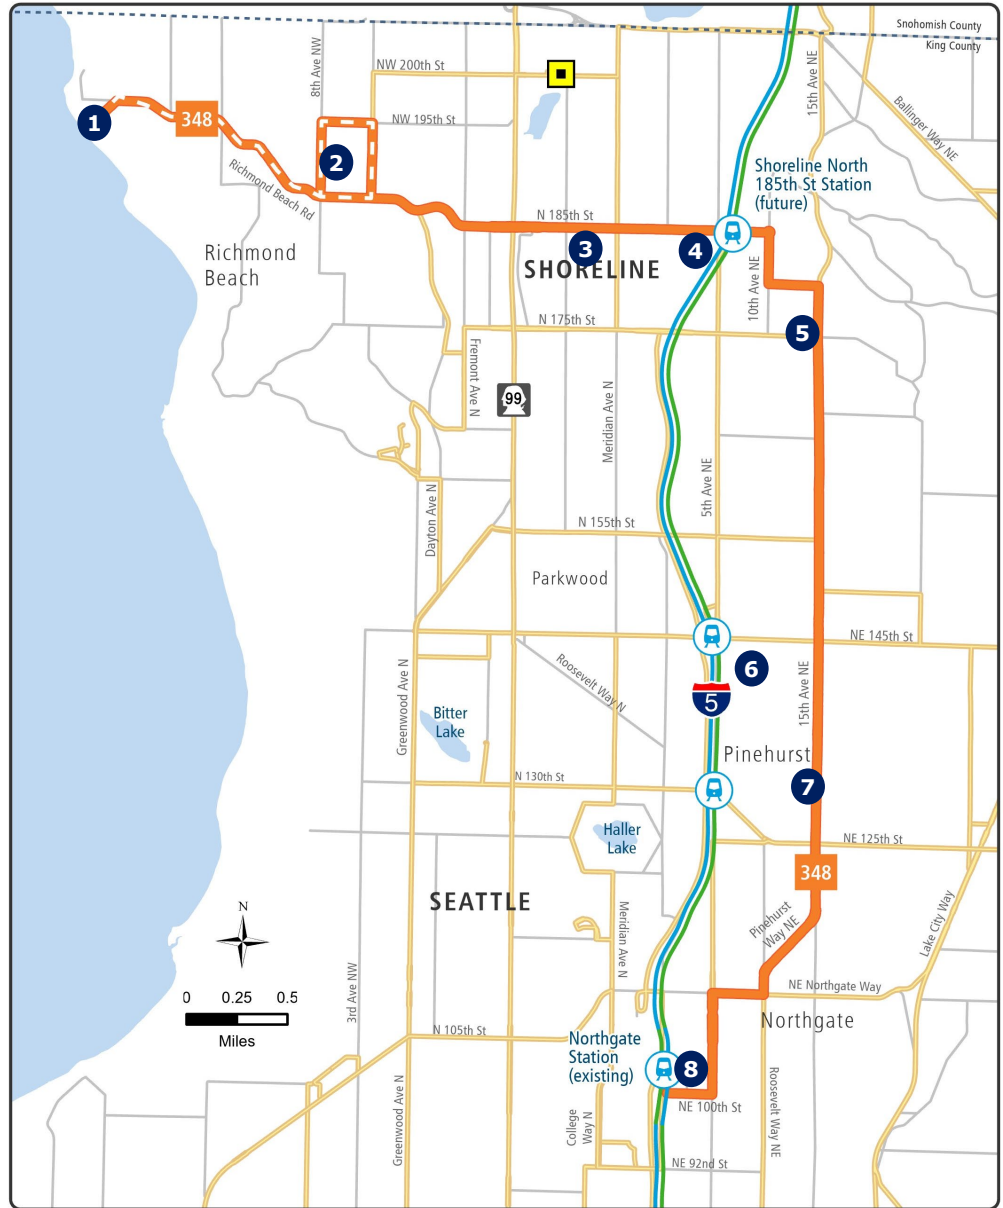 Snohomish County
King County
8th Ave NW
NW 200th St
15th Ave NE
Ballinger Way NE
1
348
NW 195th St
2
Richmond Beach Rd
Shoreline North
185th St Station
(future)
N 185th St
3
4
SHORELINE
Richmond
Beach
10th Ave NE
N 175th St
5
Fremont Ave N
99
Meridian Ave N
5th Ave NE
Dayton Ave N
N 155th St
Parkwood
NE 145th St
6
Roosevelt Way N
5
15th Ave NE
Greenwood Ave N
Bitter
Lake
Pinehurst
N 130th St
7
Haller
Lake
NE 125th St
348
SEATTLE
N
Meridian Ave N
Pinehurst
Way NE
Lake City Way
3rd Ave NW
0 0.25 0.5
Miles
NE Northgate Way
Northgate
N 105th St
Northgate
Station
(existing)
8
NE 100th St
Greenwood Ave N
College
Way N
Roosevelt Way NE
NE 92nd St